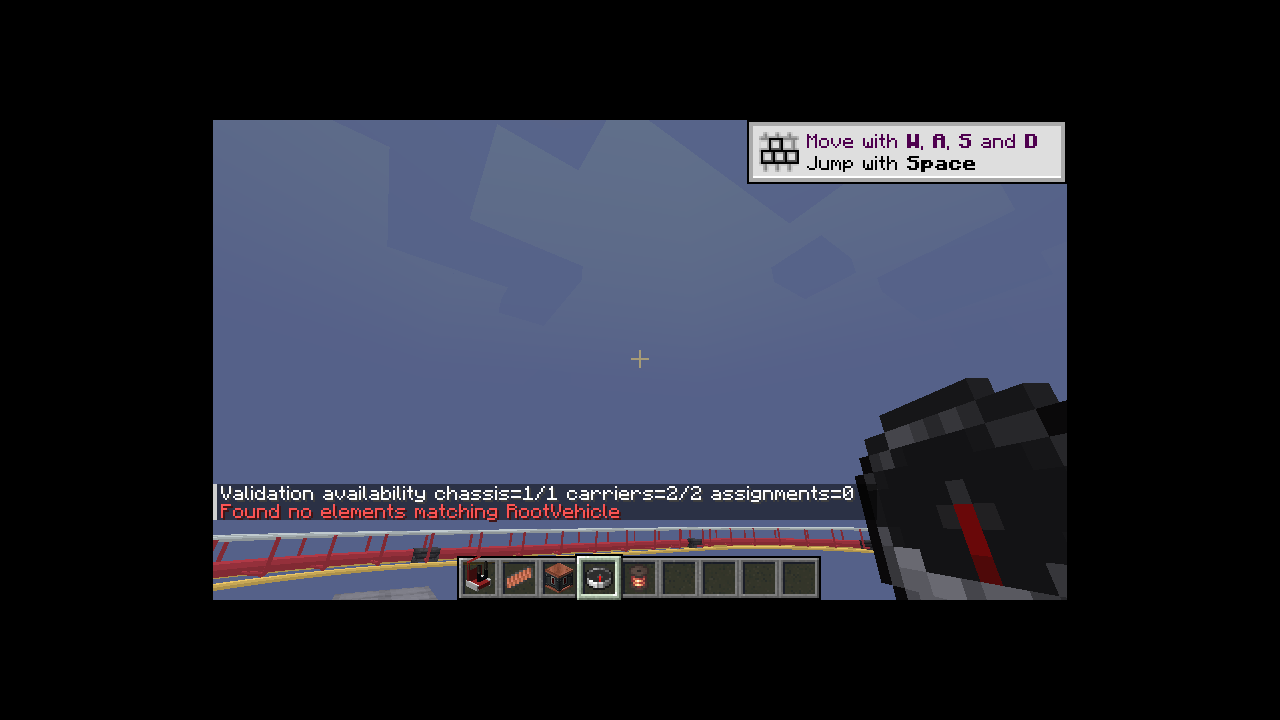 Move with W, A, S and D
Jump with Space
Validation availability chassis=1/1 carriers=2/2 assignments=0
Found no elements matching RootVehicle